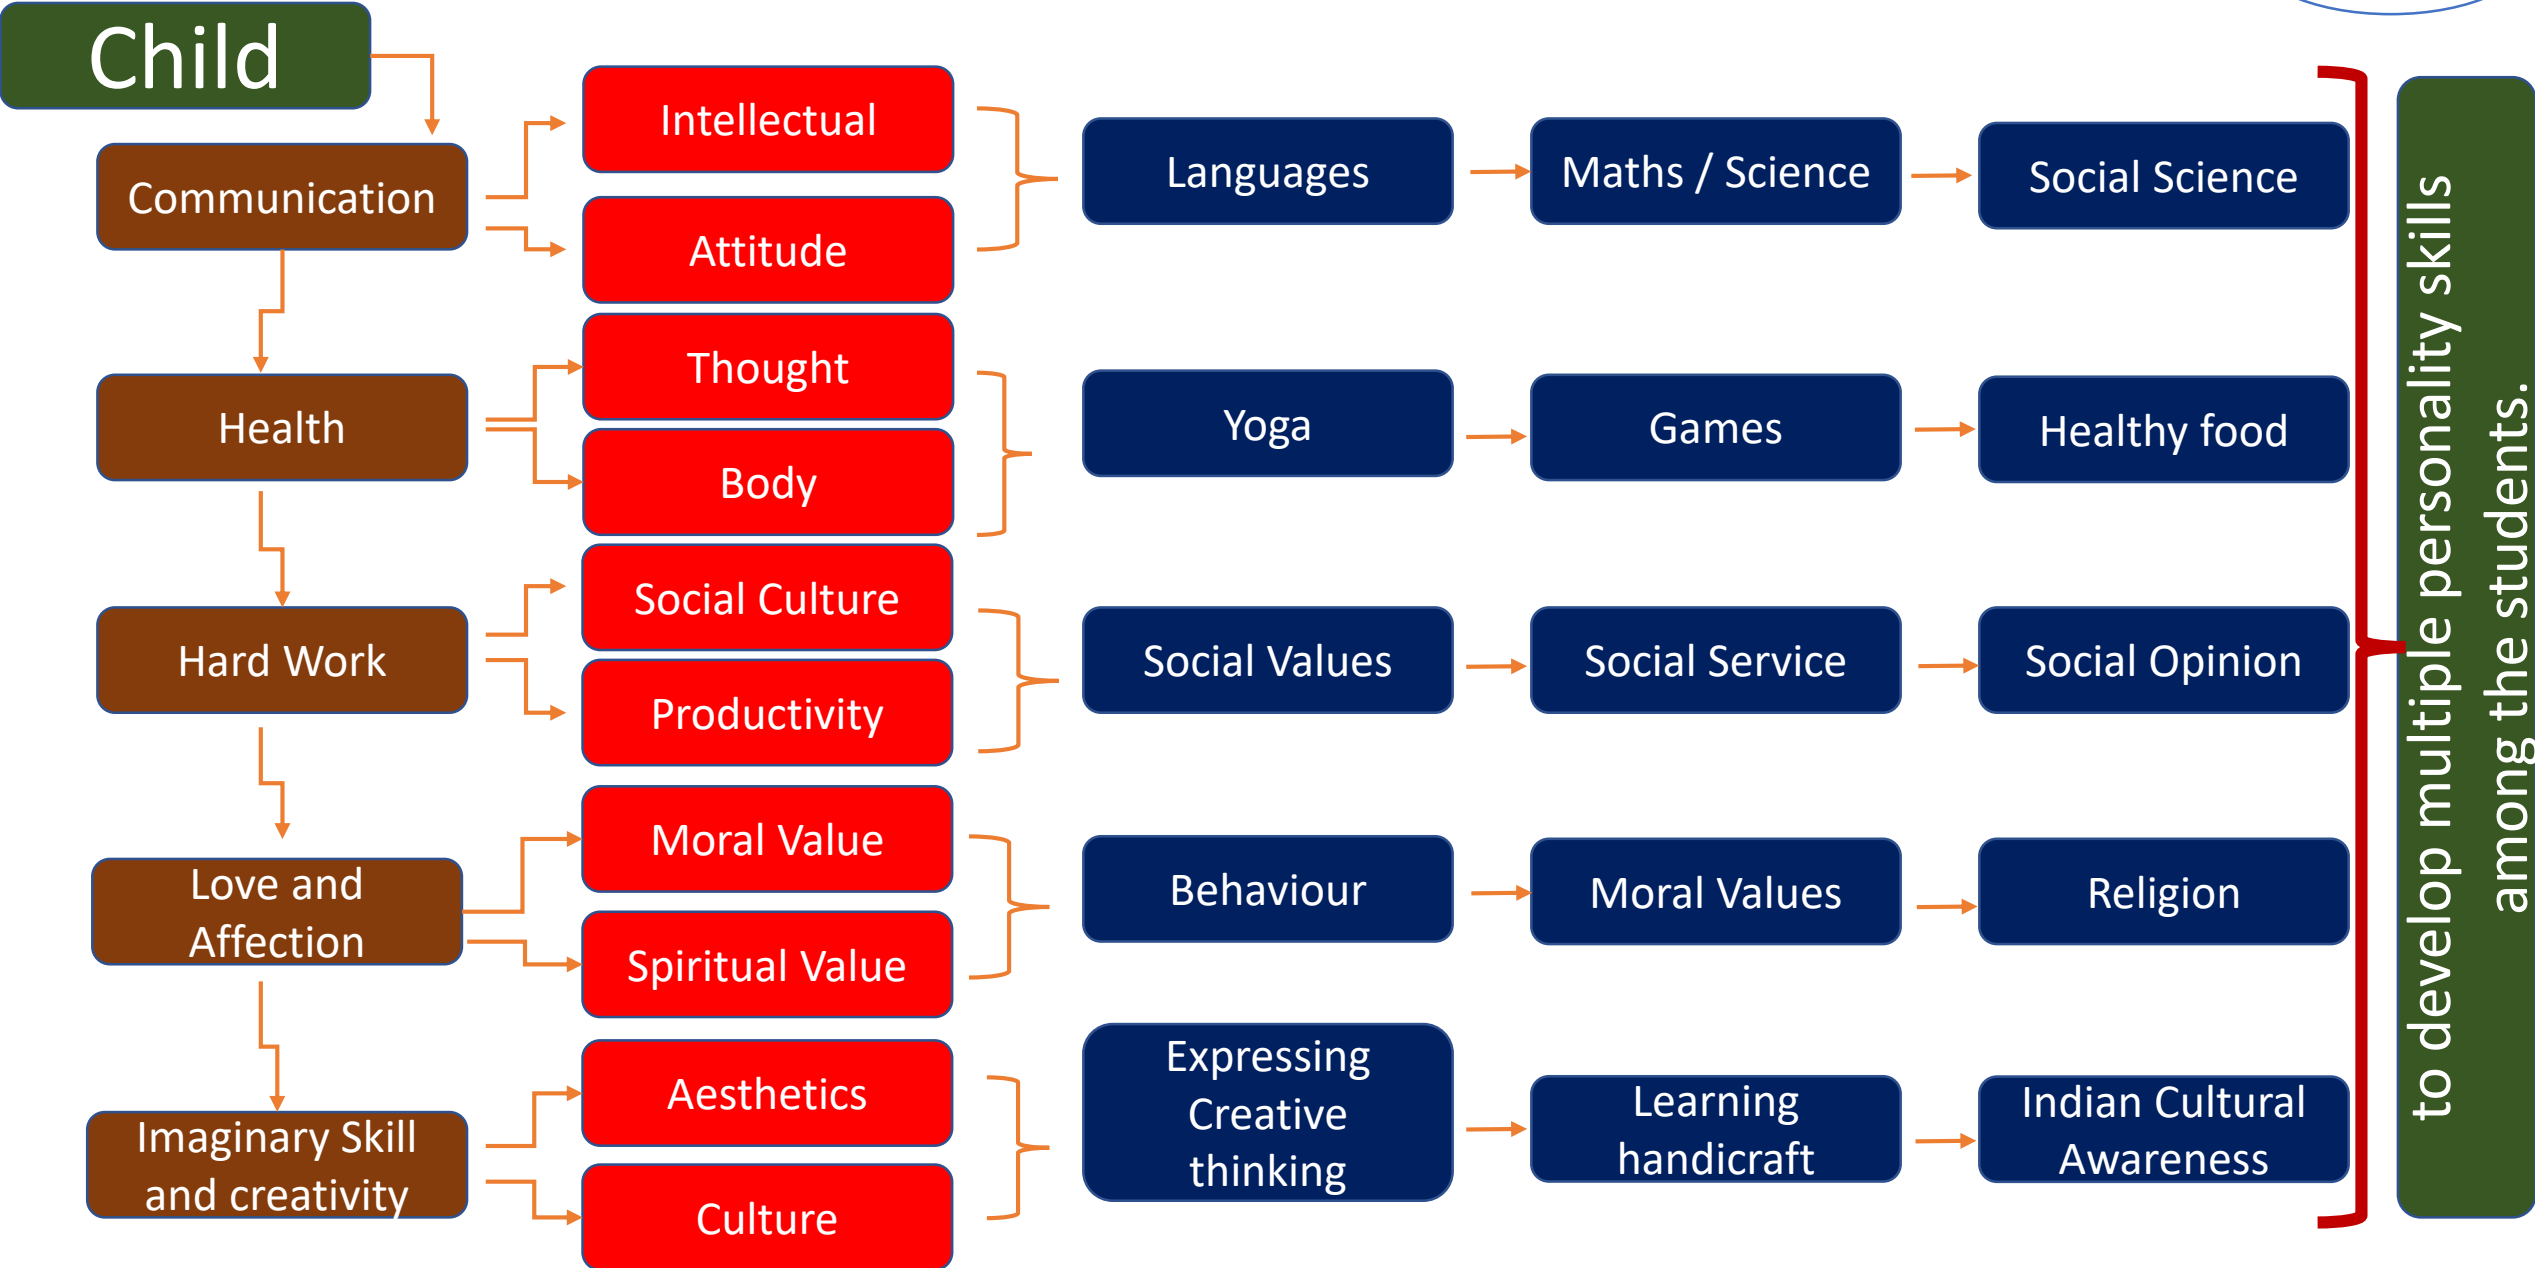 Child
Communication
Intellectual
Attitude
Languages
Maths / Science
Social Science
Health
Thought
Body
Yoga
Games
Healthy food
Hard Work
Social Culture
Productivity
Social Values
Social Service
Social Opinion
Love and
Affection
Moral Value
Spiritual Value
Behaviour
Moral Values
Religion
Imaginary Skill
and creativity
Aesthetics
Culture
Expressing
Creative
thinking
Learning
handicraft
Indian Cultural
Awareness
to develop multiple personality skills
among the students.